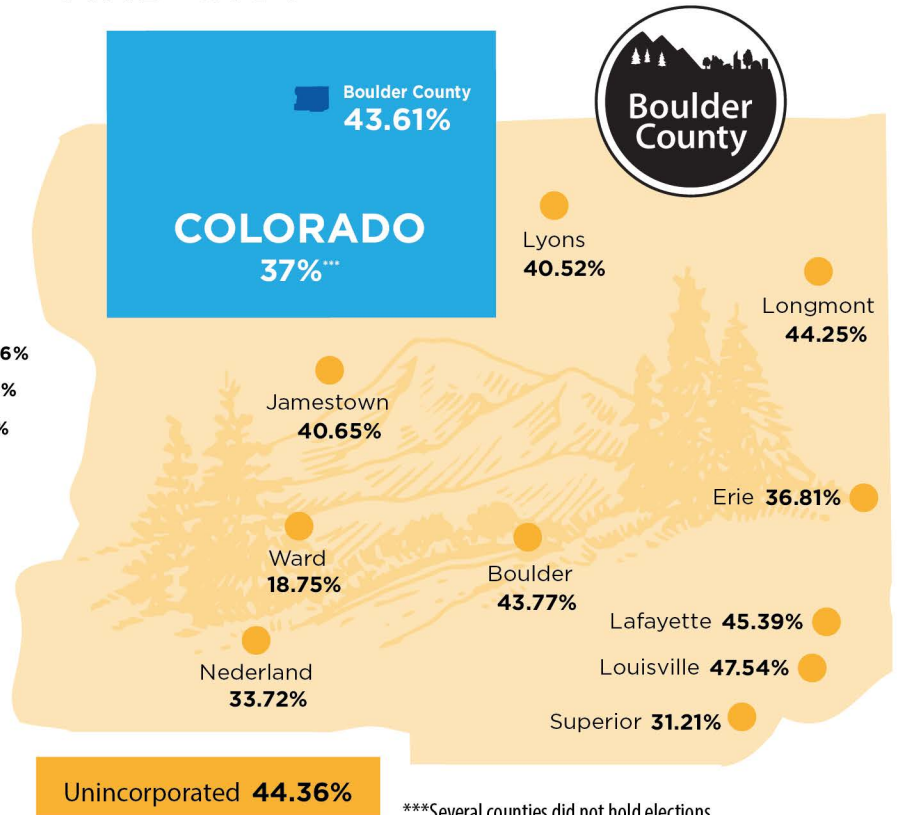 Boulder County
43.61%
COLORADO
37%***
Boulder
County
Lyons
40.52%
Longmont
44.25%
6%
%
%
Jamestown
40.65%
Erie 36.81%
Ward
18.75%
Boulder
43.77%
Lafayette 45.39%
Louisville 47.54%
Nederland
33.72%
Superior 31.21%
Unincorporated 44.36%
***Several counties did not hold elections